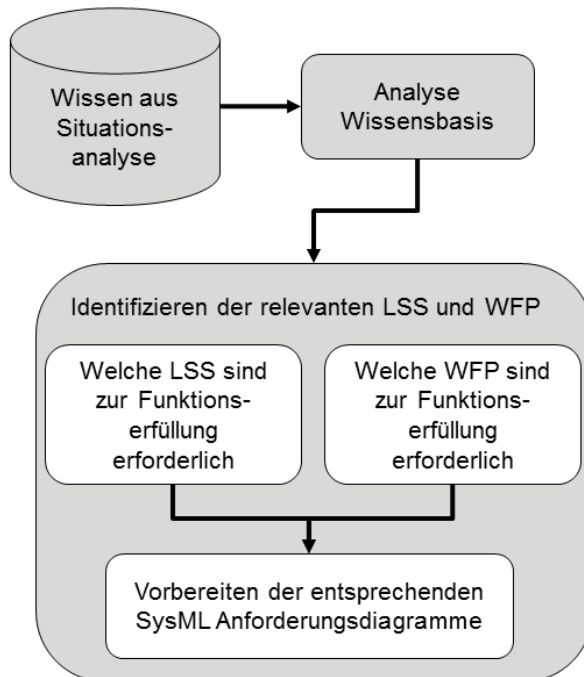 Wissen aus
Situations-
analyse
Analyse
Wissensbasis
Identifizieren der relevanten LSS und WFP
Welche LSS sind
zur Funktions-
erfüllung
erforderlich
Welche WFP sind
zur Funktions-
erfüllung
erforderlich
Vorbereiten der entsprechenden
SysML Anforderungsdiagramme